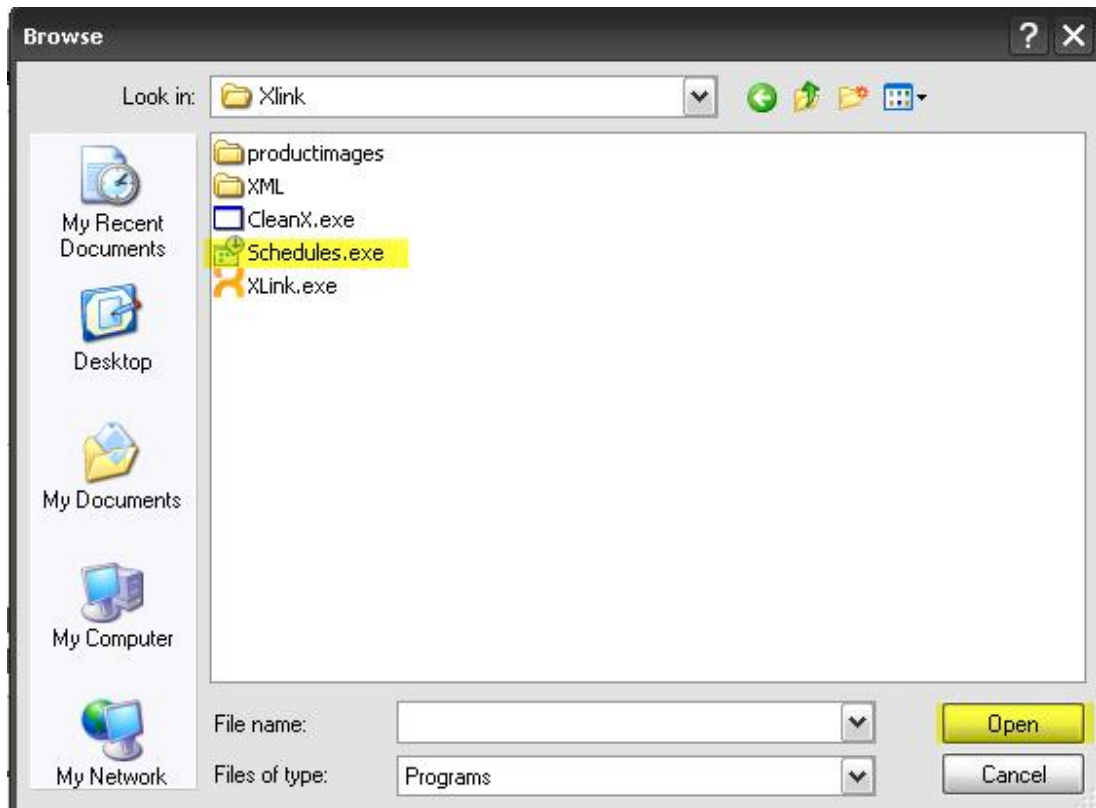 Browse
Look in:
Xlink
My Recent
Documents
Desktop
My Documents
My Computer
My Network
productimages
XML
CleanX.exe
Schedules.exe
XLink.exe
File name:
Open
Files of type:
Programs
Cancel